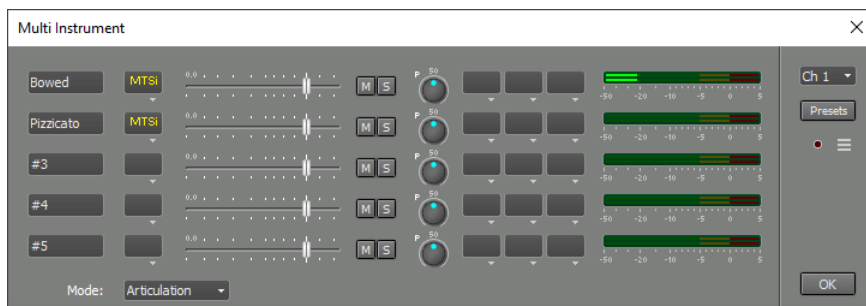 Multi Instrument
Bowed MTSi 0.0 M S P 50 -50 -20 -10 -5 0 5 Ch 1
Pizzicato MTSi 0.0 M S P 50 -50 -20 -10 -5 0 5 Presets
#3 0.0 M S P 50 -50 -20 -10 -5 0 5
#4 0.0 M S P 50 -50 -20 -10 -5 0 5
#5 0.0 M S P 50 -50 -20 -10 -5 0 5
Mode: Articulation OK